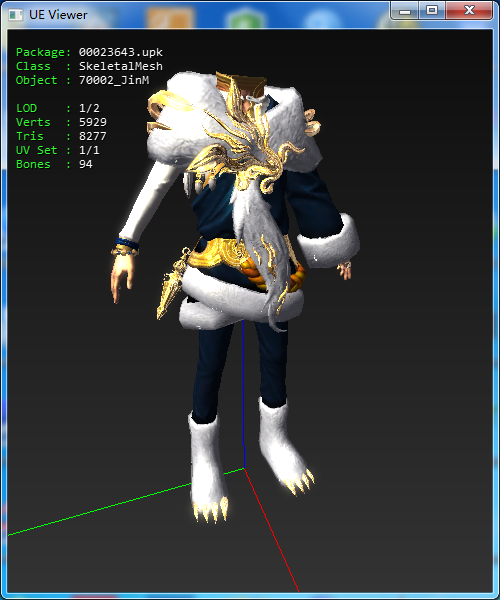 UE Viewer
Package: 00023643.upk
Class : SkeletalMesh
Object : 70002_JinM
LOD : 1/2
Verts : 5929
Tris : 8277
UV Set : 1/1
Bones : 94